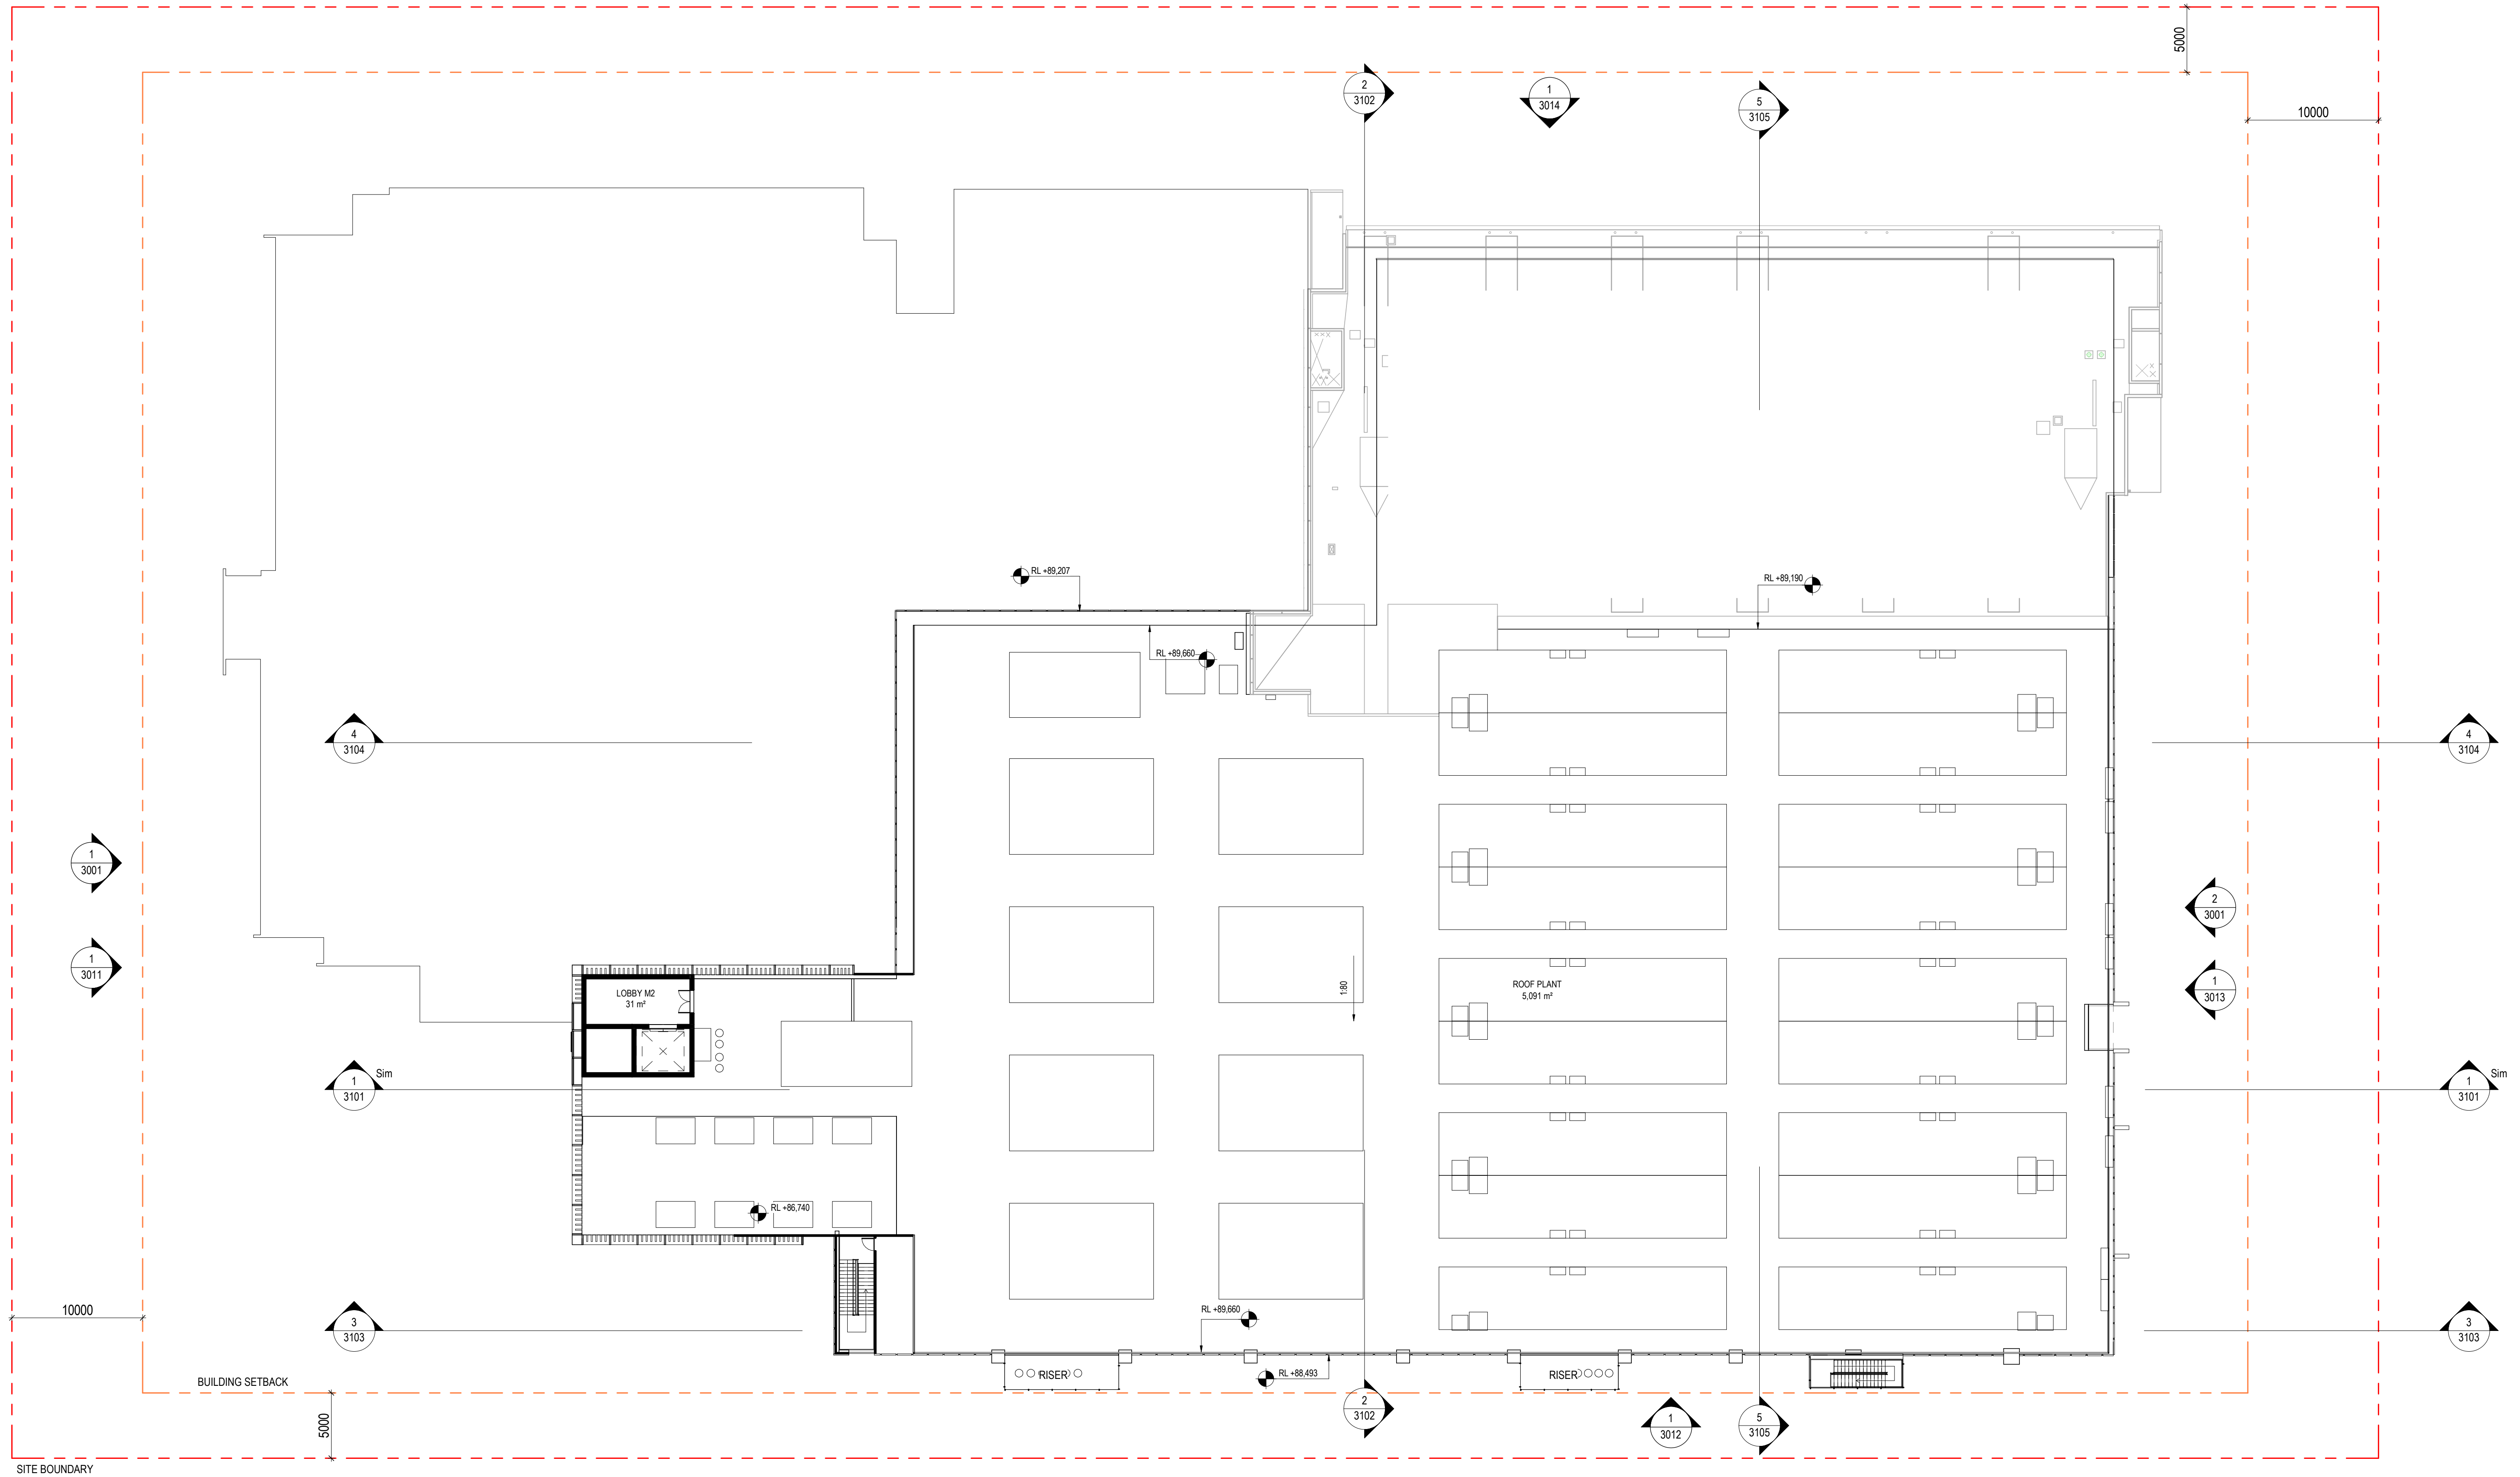 5000
2
3102
1
3014
5
3105
10000
RL +89,207
RL +89,190
RL +89,660
4
3104
4
3104
1
3001
2
3001
1
3011
LOBBY M2
31 m²
1:80
ROOF PLANT
5,091 m²
1
3013
1
3101
Sim
1
3101
Sim
RL +86,740
10000
3
3103
RL +89,660
3
3103
RISER
RISER
RL +88,493
BUILDING SETBACK
5000
2
3102
1
3012
5
3105
SITE BOUNDARY